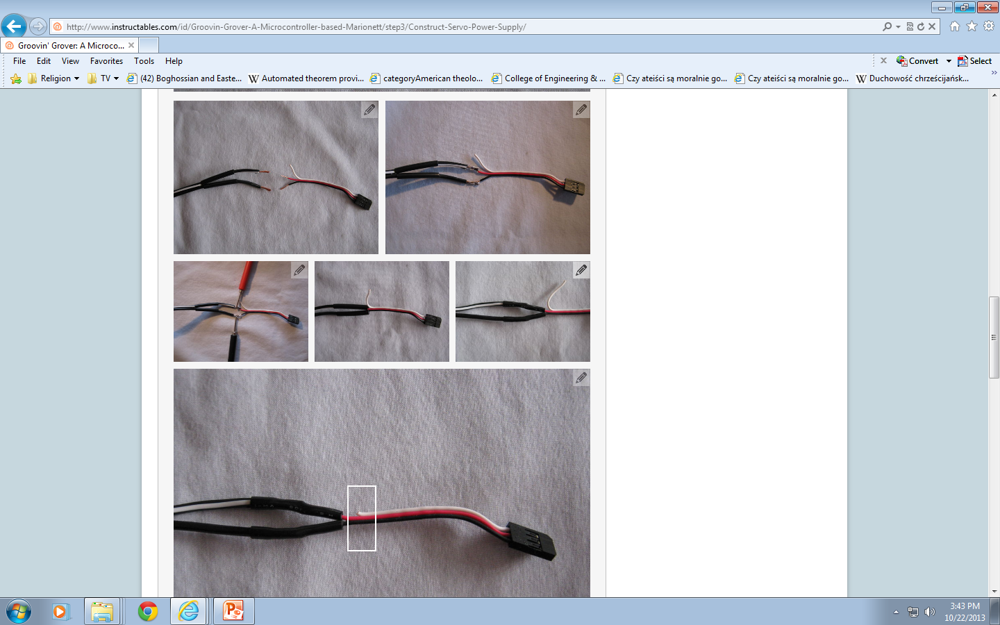 http://www.instructables.com/id/Groovin-Grover-A-Microcontroller-based-Marionett/step3/Construct-Servo-Power-Supply/
Groovin' Grover: A Microco...
File Edit View Favorites Tools Help
Convert Select
Religion TV (42) Boghossian and Easte... W Automated theorem provi... categoryAmerican theolo... College of Engineering & ... Czy ateiści są moralnie go... Czy ateiści są moralnie go... W Duchowość chrześcijańsk...
3:43 PM
10/22/2013